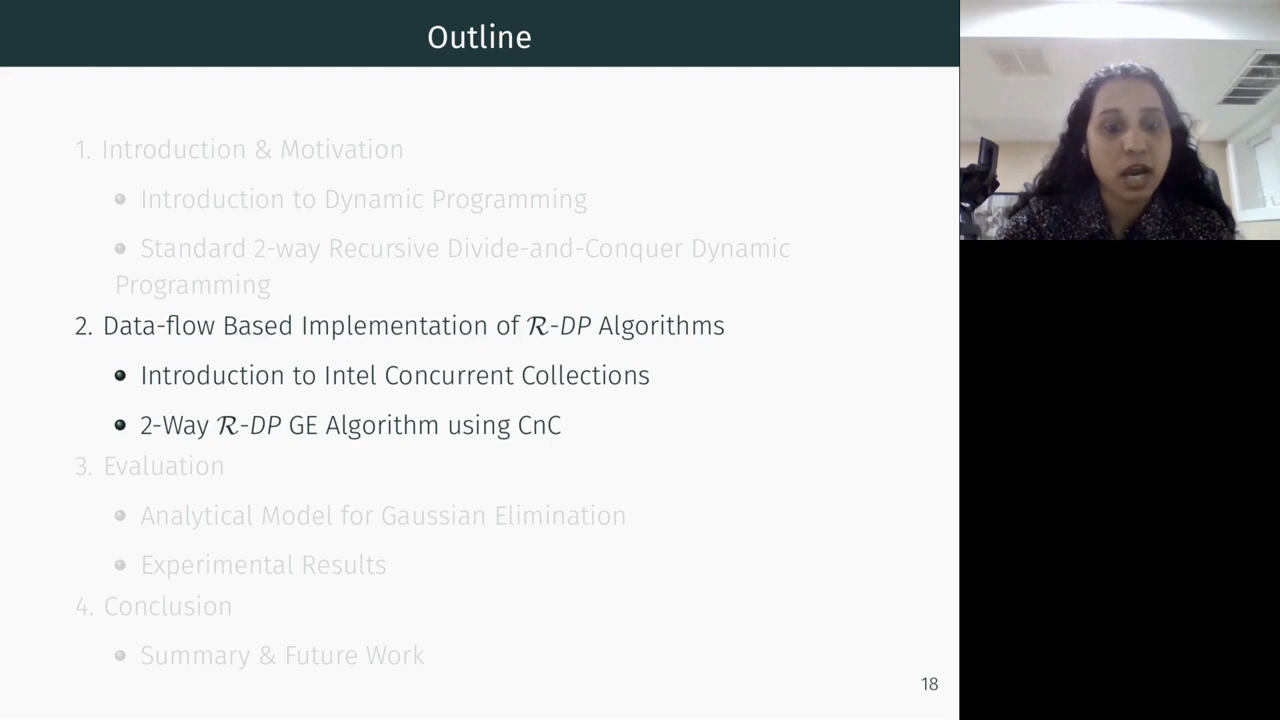 Outline
1. Introduction & Motivation
• Introduction to Dynamic Programming
• Standard 2-way Recursive Divide-and-Conquer Dynamic
Programming
2. Data-flow Based Implementation of 𝓡-DP Algorithms
• Introduction to Intel Concurrent Collections
• 2-Way 𝓡-DP GE Algorithm using CnC
3. Evaluation
• Analytical Model for Gaussian Elimination
• Experimental Results
4. Conclusion
• Summary & Future Work
18